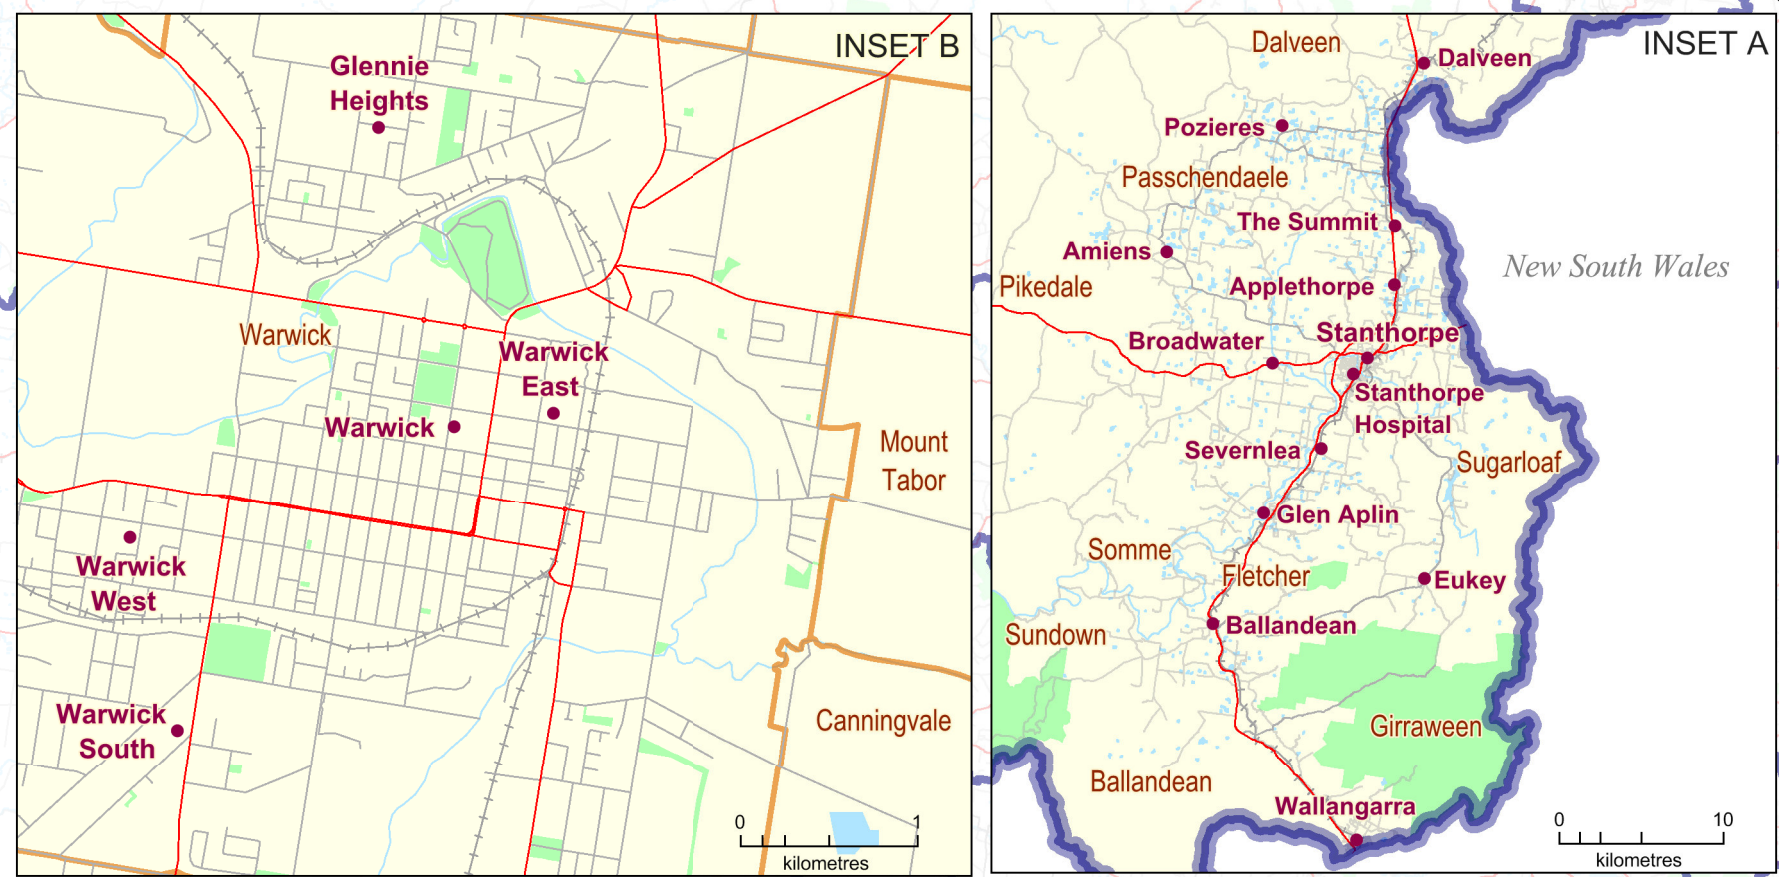 INSET B
Glennie
Heights
Warwick
Warwick
East
Warwick
Mount
Tabor
Warwick
West
Warwick
South
Canningvale
0 1
kilometres
INSET A
Dalveen
Dalveen
Pozieres
Passchendaele
The Summit
Amiens
New South Wales
Pikedale
Applethorpe
Stanthorpe
Broadwater
Stanthorpe
Hospital
Severnlea
Sugarloaf
Glen Aplin
Somme
Fletcher
Eukey
Ballandean
Sundown
Girraween
Ballandean
Wallangarra
0 10
kilometres